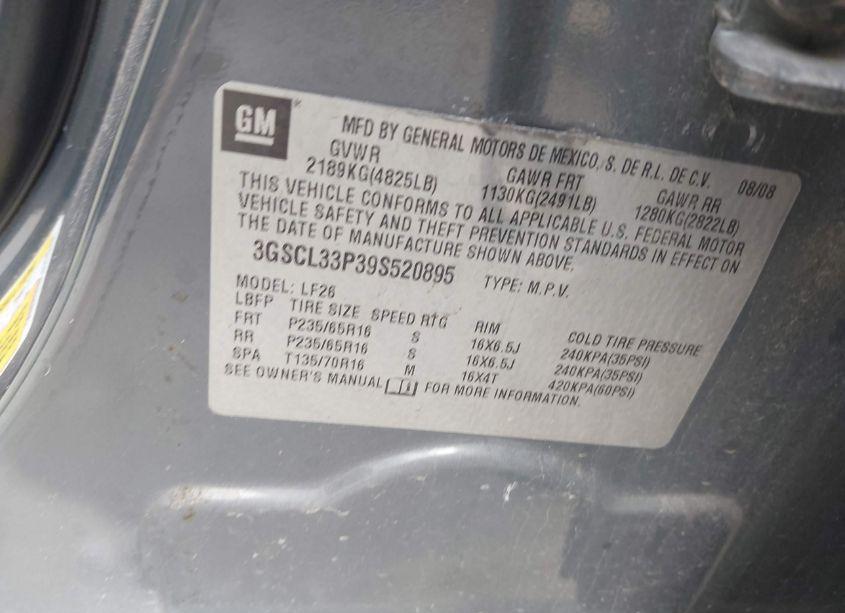 GM
MFD BY GENERAL MOTORS DE MEXICO, S. DE R.L. DE C.V. 08/08
GVWR GAWR FRT GAWR RR
2189KG(4825LB) 1130KG(2491LB) 1280KG(2822LB)
THIS VEHICLE CONFORMS TO ALL APPLICABLE U.S. FEDERAL MOTOR
VEHICLE SAFETY AND THEFT PREVENTION STANDARDS IN EFFECT ON
THE DATE OF MANUFACTURE SHOWN ABOVE.
3GSCL33P39S520895 TYPE: M.P.V.
MODEL: LF26
LBFP TIRE SIZE SPEED RTG RIM COLD TIRE PRESSURE
FRT P235/65R16 S 16X6.5J 240KPA(35PSI)
RR P235/65R16 S 16X6.5J 240KPA(35PSI)
SPA T135/70R16 M 16X4T 420KPA(60PSI)
SEE OWNER'S MANUAL FOR MORE INFORMATION.